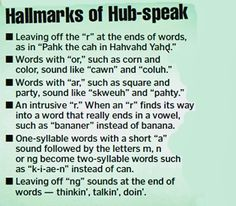 Hallmarks of Hub-speak
■ Leaving off the "r" at the ends of words,
as in "Pahk the cah in Hahvahd Yahd."
■ Words with "or," such as corn and
color, sound like "cawn" and "coluh."
■ Words with "ar," such as square and
party, sound like "skweuh" and "pahty."
■ An intrusive "r." When an "r" finds its way
into a word that really ends in a vowel,
such as "bananer" instead of banana.
■ One-syllable words with a short "a"
sound followed by the letters m, n
or ng become two-syllable words such
as "k-i-ae-n" instead of can.
■ Leaving off "ng" sounds at the end of
words — thinkin', talkin', doin'.